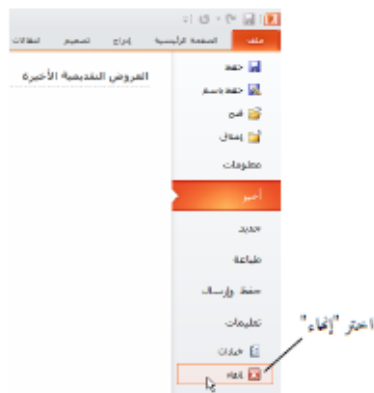 ملف الصفحة الرئيسية إدراج تصميم انتقالات
حفظ
حفظ باسم
فتح
إغلاق
معلومات
أخير
جديد
طباعة
حفظ وإرسال
تعليمات
خيارات
إنهاء
العروض التقديمية الأخيرة
اختر "إنهاء"